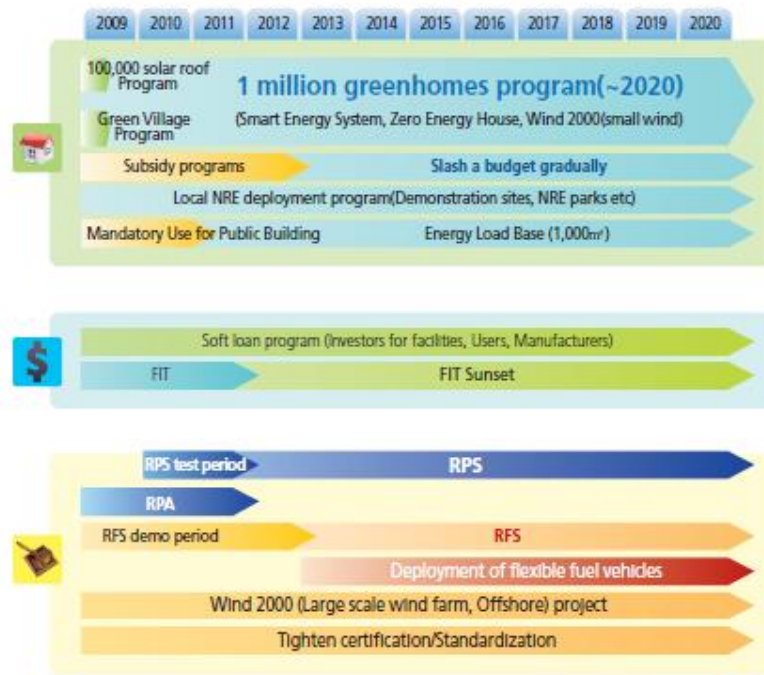 2009 2010 2011 2012 2013 2014 2015 2016 2017 2018 2019 2020
100,000 solar roof
Program
1 million greenhomes program(~2020)
Green Village
Program
(Smart Energy System, Zero Energy House, Wind 2000(small wind)
Subsidy programs
Slash a budget gradually
Local NRE deployment program(Demonstration sites, NRE parks etc)
Mandatory Use for Public Building
Energy Load Base (1,000㎡)
$
Soft loan program (Investors for facilities, Users, Manufacturers)
FIT
FIT Sunset
RPS test period
RPS
RPA
RFS demo period
RFS
Deployment of flexible fuel vehicles
Wind 2000 (Large scale wind farm, Offshore) project
Tighten certification/Standardization